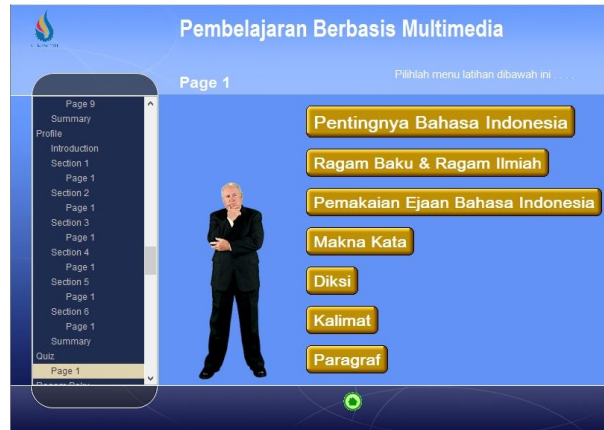 Pembelajaran Berbasis Multimedia
Page 1
Pilihlah menu latihan dibawah ini . . . .
Page 9
Summary
Profile
Introduction
Section 1
Page 1
Section 2
Page 1
Section 3
Page 1
Section 4
Page 1
Section 5
Page 1
Section 6
Page 1
Summary
Quiz
Page 1
Pentingnya Bahasa Indonesia
Ragam Baku & Ragam Ilmiah
Pemakaian Ejaan Bahasa Indonesia
Makna Kata
Diksi
Kalimat
Paragraf